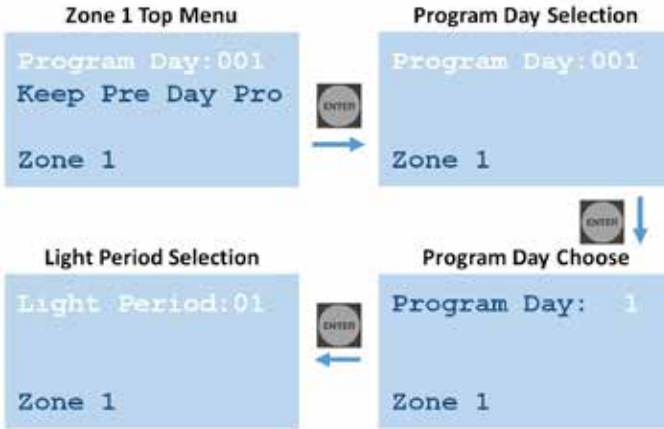 Zone 1 Top Menu
Program Day:001
Keep Pre Day Pro
Zone 1
ENTER
Program Day Selection
Program Day:001
Zone 1
ENTER
Program Day Choose
Program Day: 1
Zone 1
ENTER
Light Period Selection
Light Period:01
Zone 1